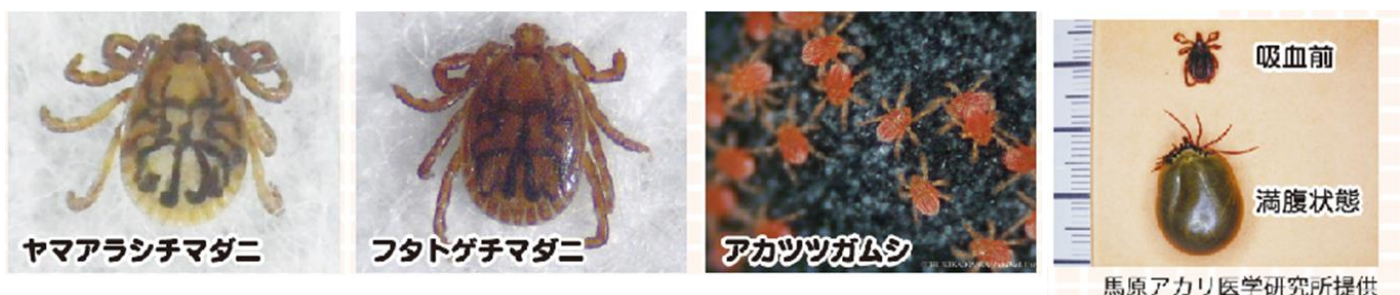 ヤマアラシチマダニ
フタトゲチマダニ
アカツツガムシ
吸血前
満腹状態
馬原アカリ医学研究所提供